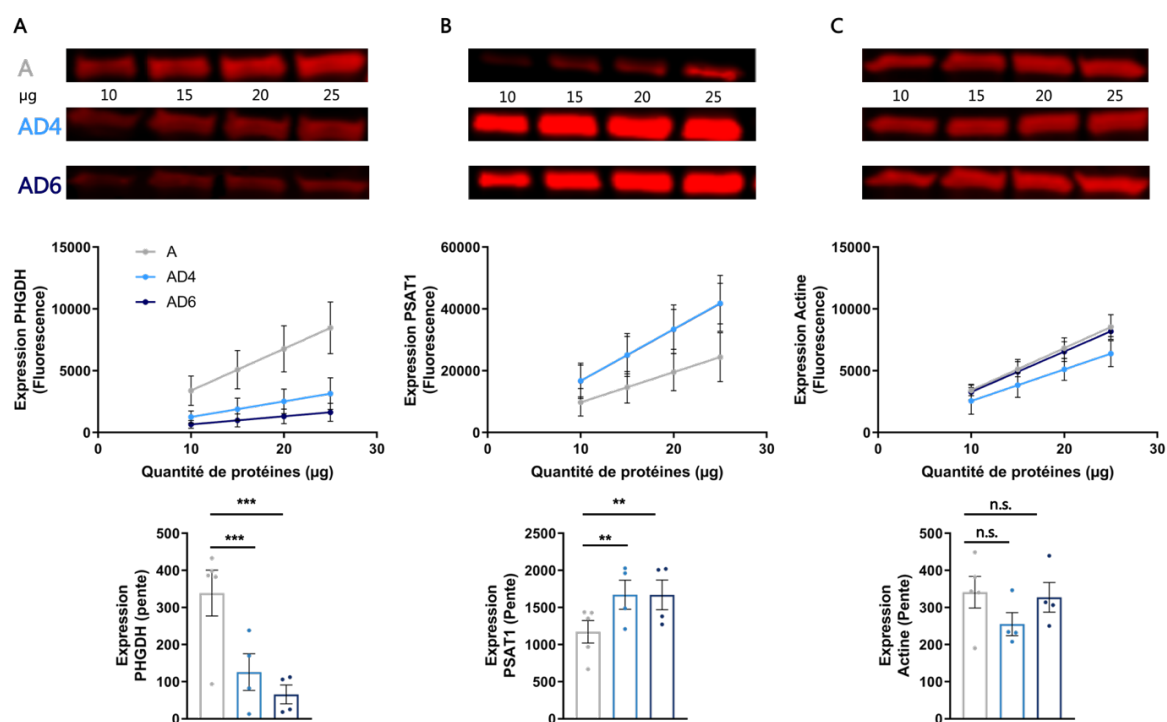 A
B
C
A
µg
10 15 20 25
10 15 20 25
10 15 20 25
AD4
AD6
Expression PHGDH
(Fluorescence)
15000
10000
5000
0
0 10 20 30
Quantité de protéines (µg)
A
AD4
AD6
Expression PSAT1
(Fluorescence)
60000
40000
20000
0
0 10 20 30
Quantité de protéines (µg)
Expression Actine
(Fluorescence)
15000
10000
5000
0
0 10 20 30
Quantité de protéines (µg)
Expression
PHGDH (pente)
500
400
300
200
100
0
***
***
Expression
PSAT1 (Pente)
2500
2000
1500
1000
500
0
**
**
Expression
Actine (Pente)
500
400
300
200
100
0
n.s.
n.s.